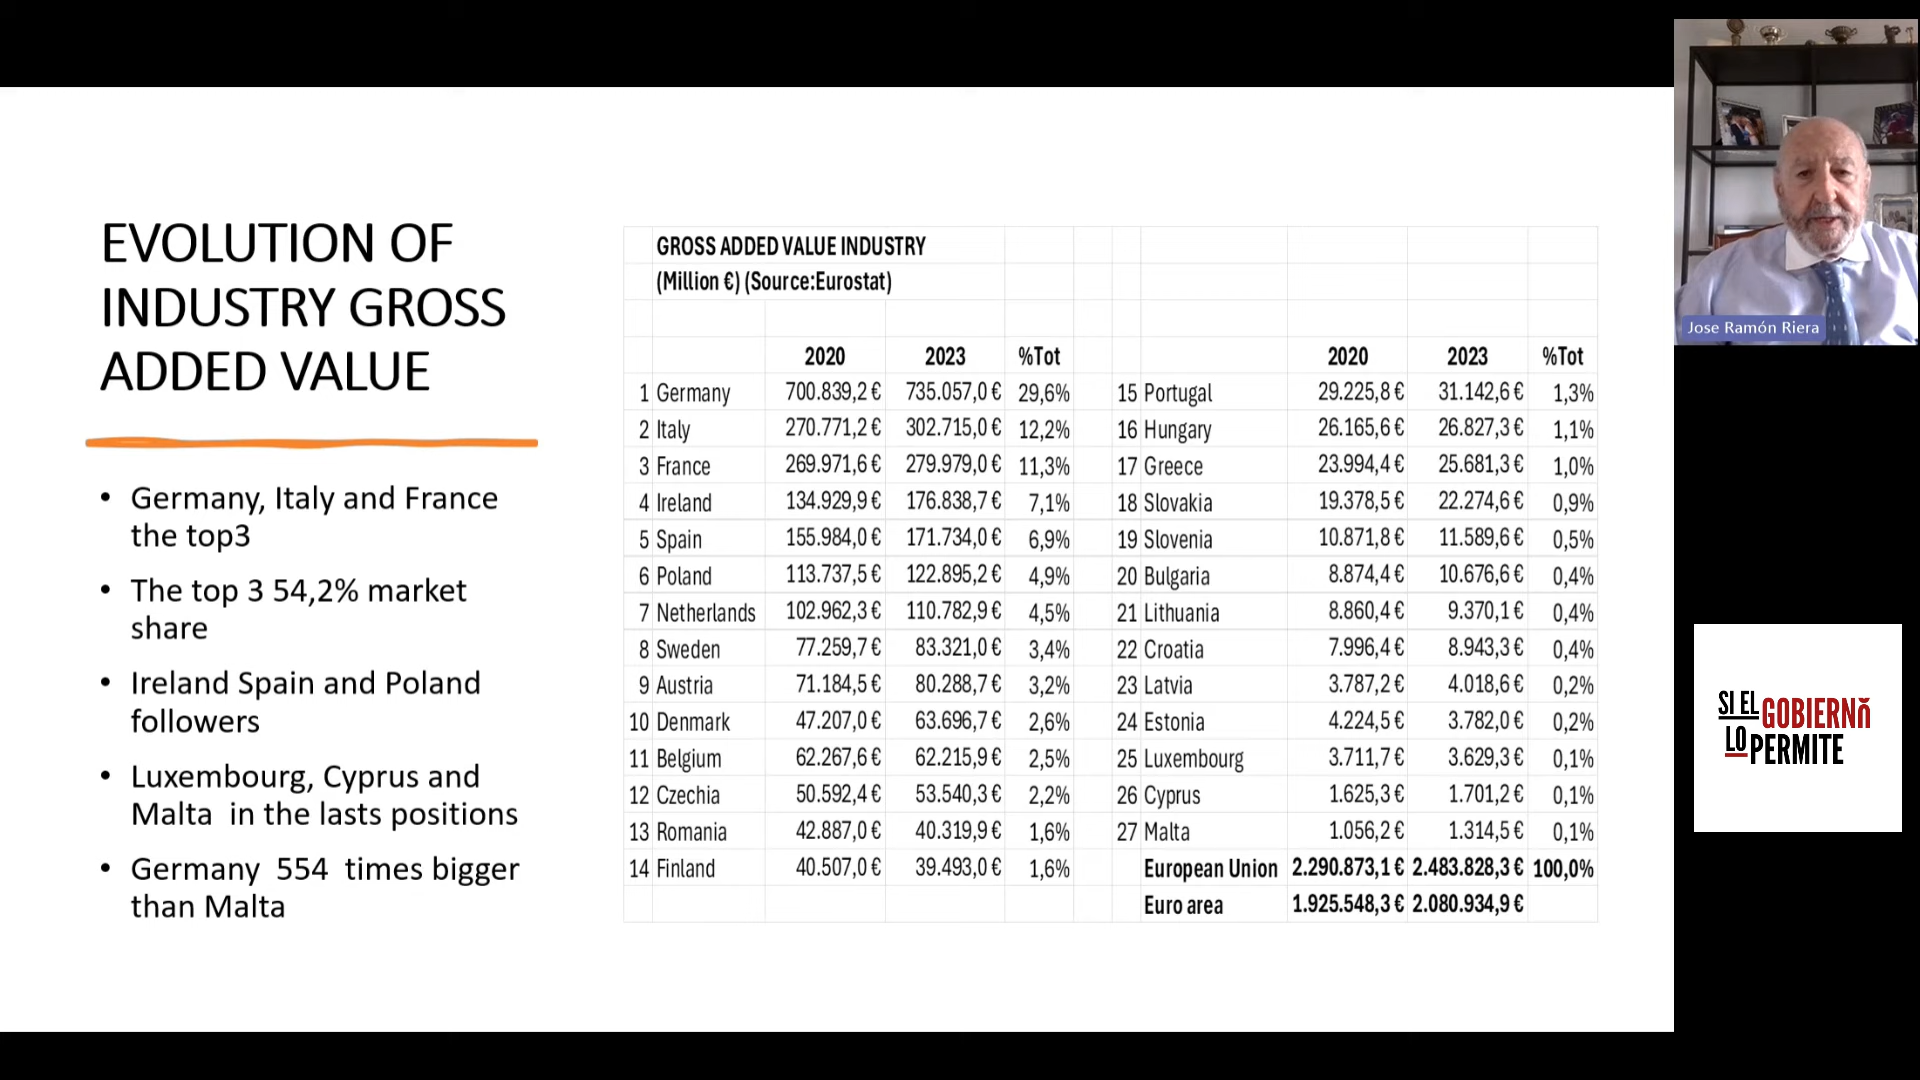 EVOLUTION OF
INDUSTRY GROSS
ADDED VALUE
• Germany, Italy and France
the top3
• The top 3 54,2% market
share
• Ireland Spain and Poland
followers
• Luxembourg, Cyprus and
Malta in the lasts positions
• Germany 554 times bigger
than Malta
GROSS ADDED VALUE INDUSTRY
(Million €) (Source:Eurostat)
2020 2023 %Tot
1 Germany 700.839,2 € 735.057,0 € 29,6%
2 Italy 270.771,2 € 302.715,0 € 12,2%
3 France 269.971,6 € 279.979,0 € 11,3%
4 Ireland 134.929,9 € 176.838,7 € 7,1%
5 Spain 155.984,0 € 171.734,0 € 6,9%
6 Poland 113.737,5 € 122.895,2 € 4,9%
7 Netherlands 102.962,3 € 110.782,9 € 4,5%
8 Sweden 77.259,7 € 83.321,0 € 3,4%
9 Austria 71.184,5 € 80.288,7 € 3,2%
10 Denmark 47.207,0 € 63.696,7 € 2,6%
11 Belgium 62.267,6 € 62.215,9 € 2,5%
12 Czechia 50.592,4 € 53.540,3 € 2,2%
13 Romania 42.887,0 € 40.319,9 € 1,6%
14 Finland 40.507,0 € 39.493,0 € 1,6%
2020 2023 %Tot
15 Portugal 29.225,8 € 31.142,6 € 1,3%
16 Hungary 26.165,6 € 26.827,3 € 1,1%
17 Greece 23.994,4 € 25.681,3 € 1,0%
18 Slovakia 19.378,5 € 22.274,6 € 0,9%
19 Slovenia 10.871,8 € 11.589,6 € 0,5%
20 Bulgaria 8.874,4 € 10.676,6 € 0,4%
21 Lithuania 8.860,4 € 9.370,1 € 0,4%
22 Croatia 7.996,4 € 8.943,3 € 0,4%
23 Latvia 3.787,2 € 4.018,6 € 0,2%
24 Estonia 4.224,5 € 3.782,0 € 0,2%
25 Luxembourg 3.711,7 € 3.629,3 € 0,1%
26 Cyprus 1.625,3 € 1.701,2 € 0,1%
27 Malta 1.056,2 € 1.314,5 € 0,1%
European Union 2.290.873,1 € 2.483.828,3 € 100,0%
Euro area 1.925.548,3 € 2.080.934,9 €
Jose Ramón Riera
SI EL GOBIERNO
LO PERMITE